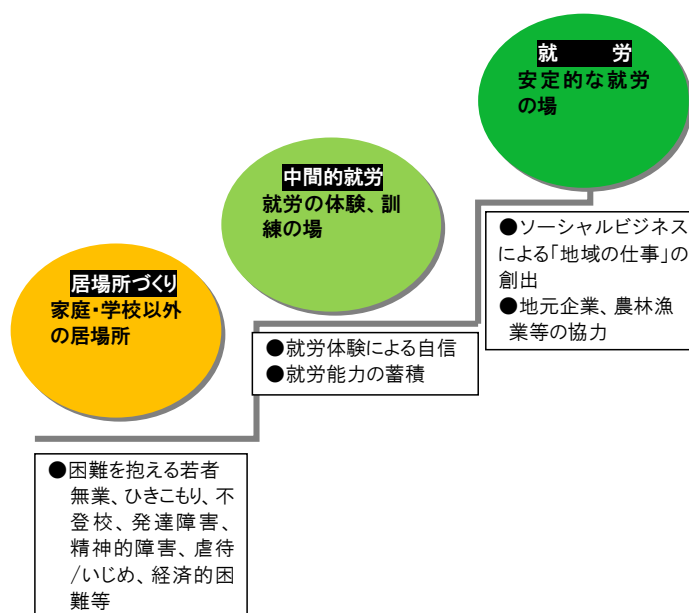 就　　労
安定的な就労
の場
中間的就労
就労の体験、訓
練の場
居場所づくり
家庭・学校以外
の居場所
●ソーシャルビジネス
による「地域の仕事」の
創出
●地元企業、農林漁
業等の協力
●就労体験による自信
●就労能力の蓄積
●困難を抱える若者
無業、ひきこもり、不
登校、発達障害、
精神的障害、虐待
/いじめ、経済的困
難等